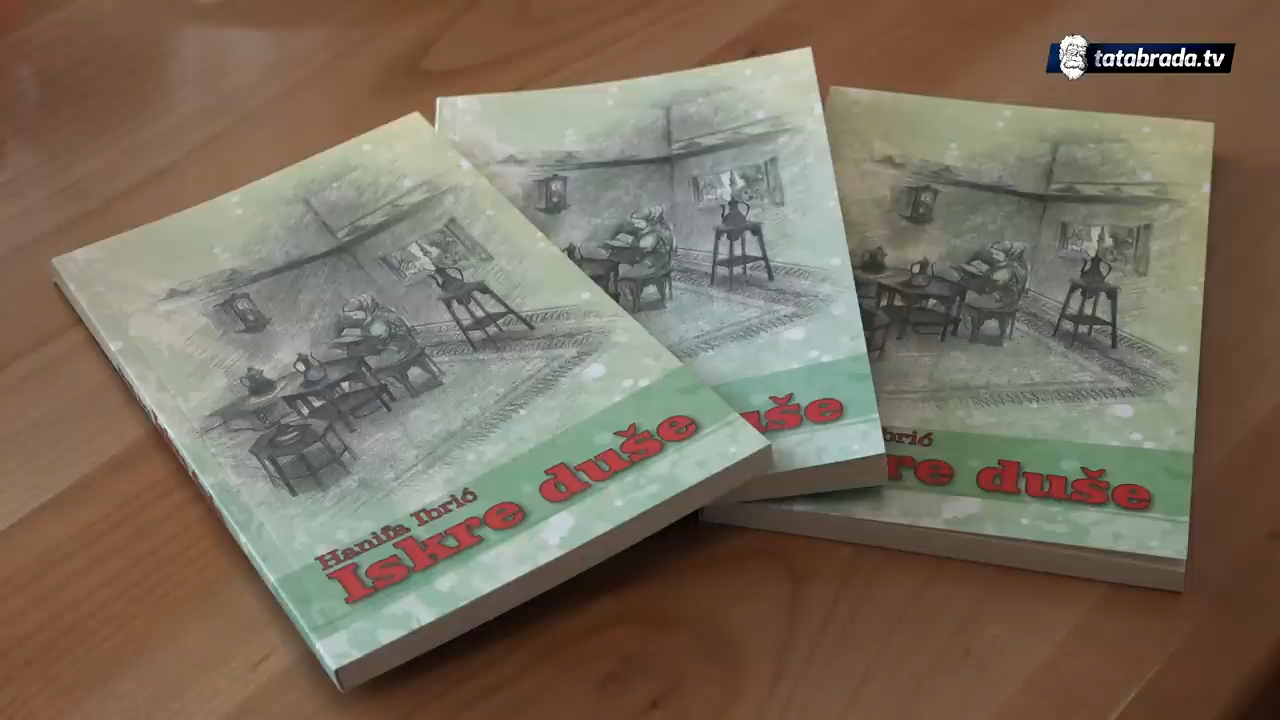 tatabrada.tv
Hanifa Ibrić
Iskre duše
uše
brić
re duše